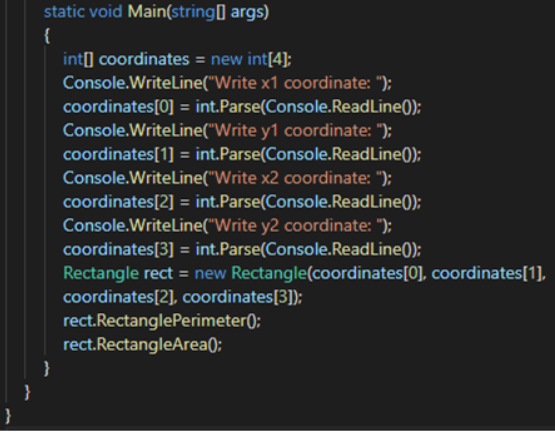 static void Main(string[] args)
{
int[] coordinates = new int[4];
Console.WriteLine("Write x1 coordinate: ");
coordinates[0] = int.Parse(Console.ReadLine());
Console.WriteLine("Write y1 coordinate: ");
coordinates[1] = int.Parse(Console.ReadLine());
Console.WriteLine("Write x2 coordinate: ");
coordinates[2] = int.Parse(Console.ReadLine());
Console.WriteLine("Write y2 coordinate: ");
coordinates[3] = int.Parse(Console.ReadLine());
Rectangle rect = new Rectangle(coordinates[0], coordinates[1],
coordinates[2], coordinates[3]);
rect.RectanglePerimeter();
rect.RectangleArea();
}
}
}